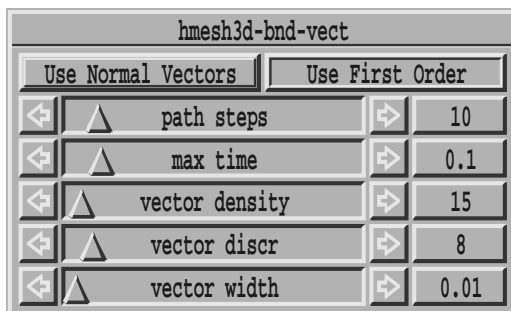 hmesh3d-bnd-vect
Use Normal Vectors Use First Order
path steps 10
max time 0.1
vector density 15
vector discr 8
vector width 0.01